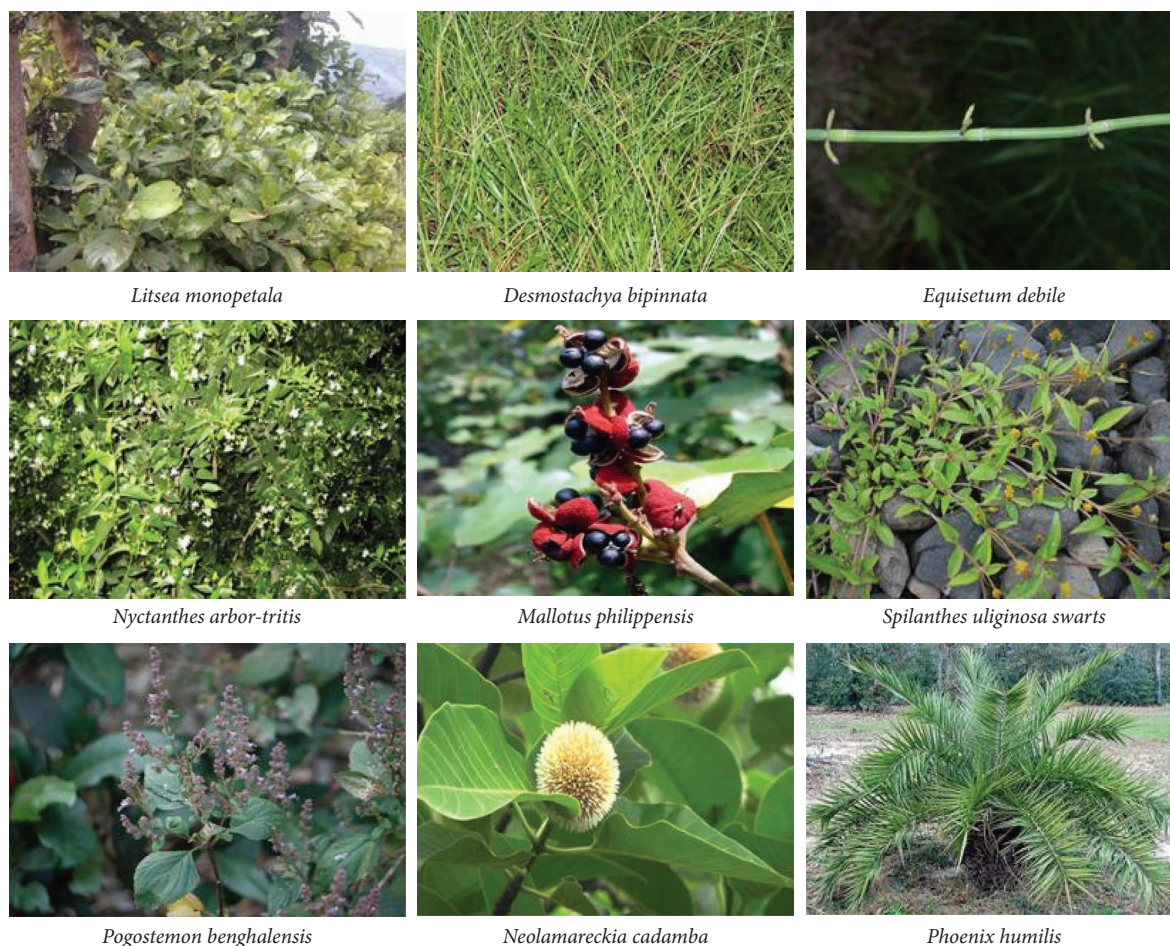 Litsea monopetala
Desmostachya bipinnata
Equisetum debile
Nyctanthes arbor-tritis
Mallotus philippensis
Spilanthes uliginosa swarts
Pogostemon benghalensis
Neolamareckia cadamba
Phoenix humilis